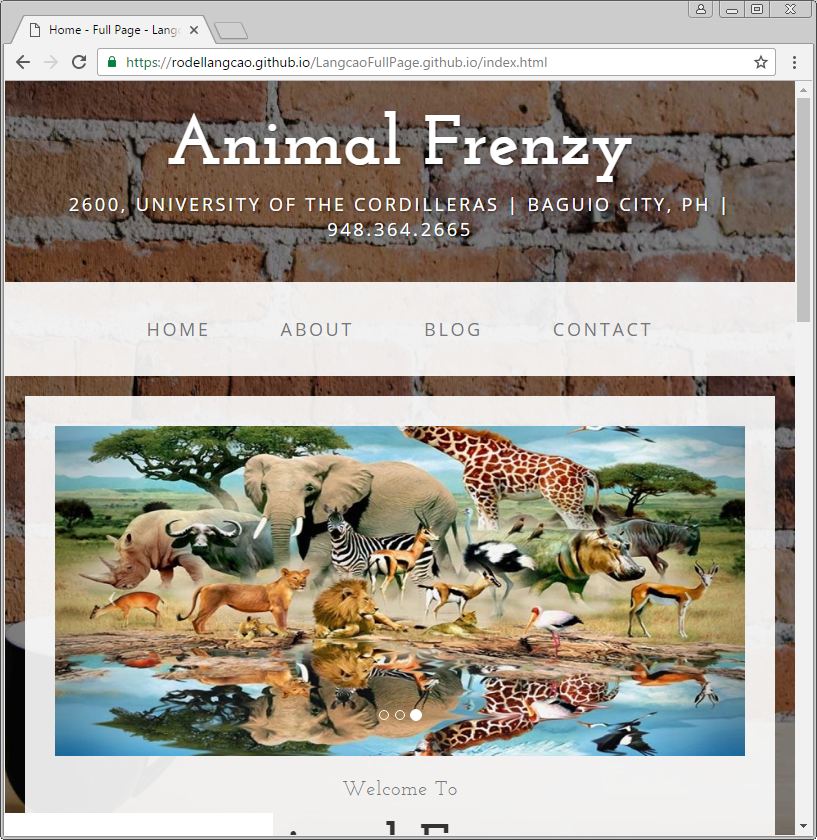 Home - Full Page - Lang
https://rodellangcao.github.io/LangcaoFullPage.github.io/index.html
Animal Frenzy
2600, UNIVERSITY OF THE CORDILLERAS | BAGUIO CITY, PH |
948.364.2665
HOME ABOUT BLOG CONTACT
Welcome To